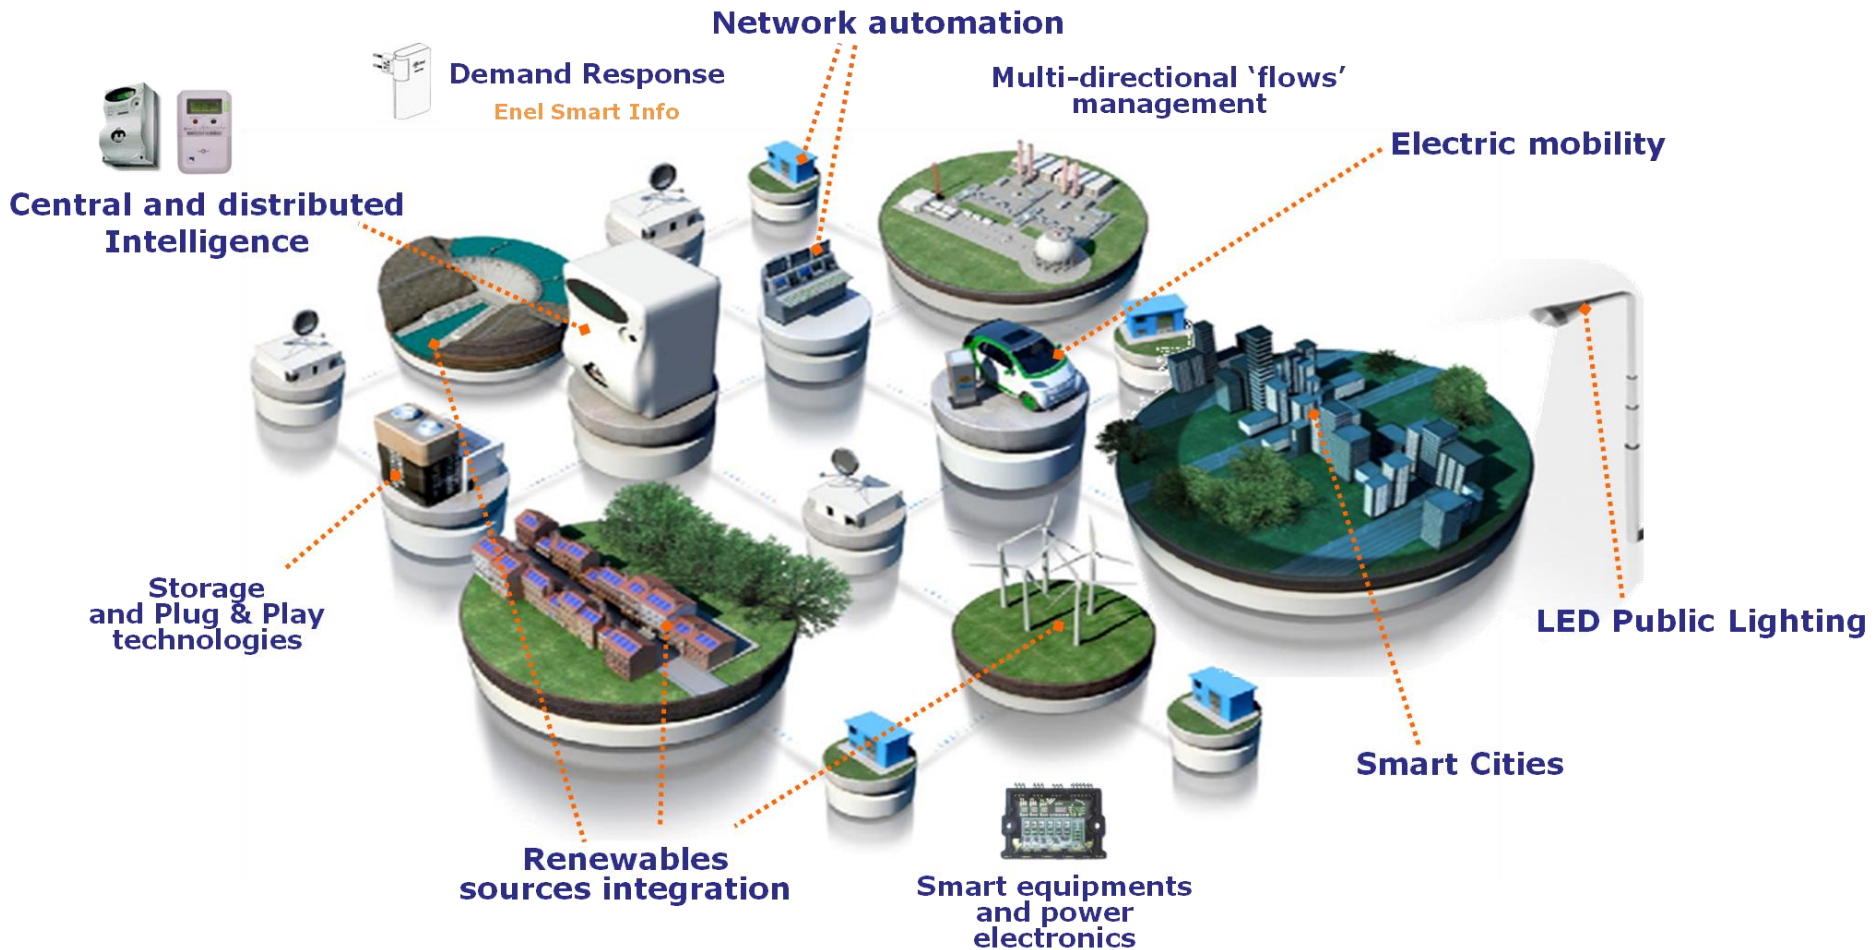 Network automation
Demand Response
Enel Smart Info
Multi-directional ‘flows’
management
Electric mobility
Central and distributed
Intelligence
Storage
and Plug & Play
technologies
LED Public Lighting
Smart Cities
Renewables
sources integration
Smart equipments
and power
electronics